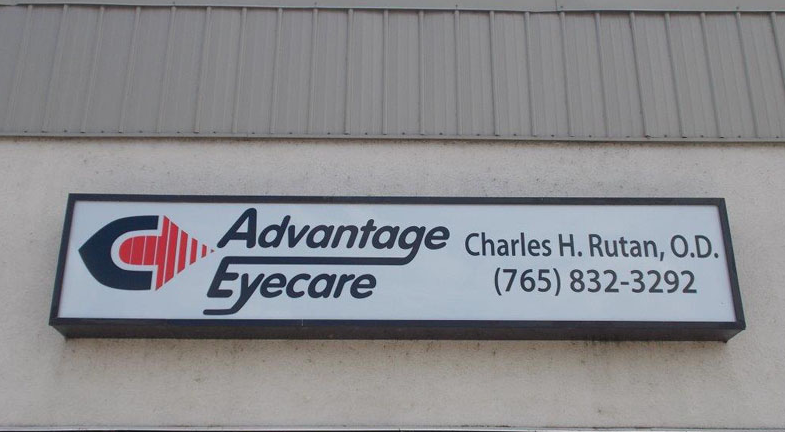 Advantage
Eyecare
Charles H. Rutan, O.D.
(765) 832-3292